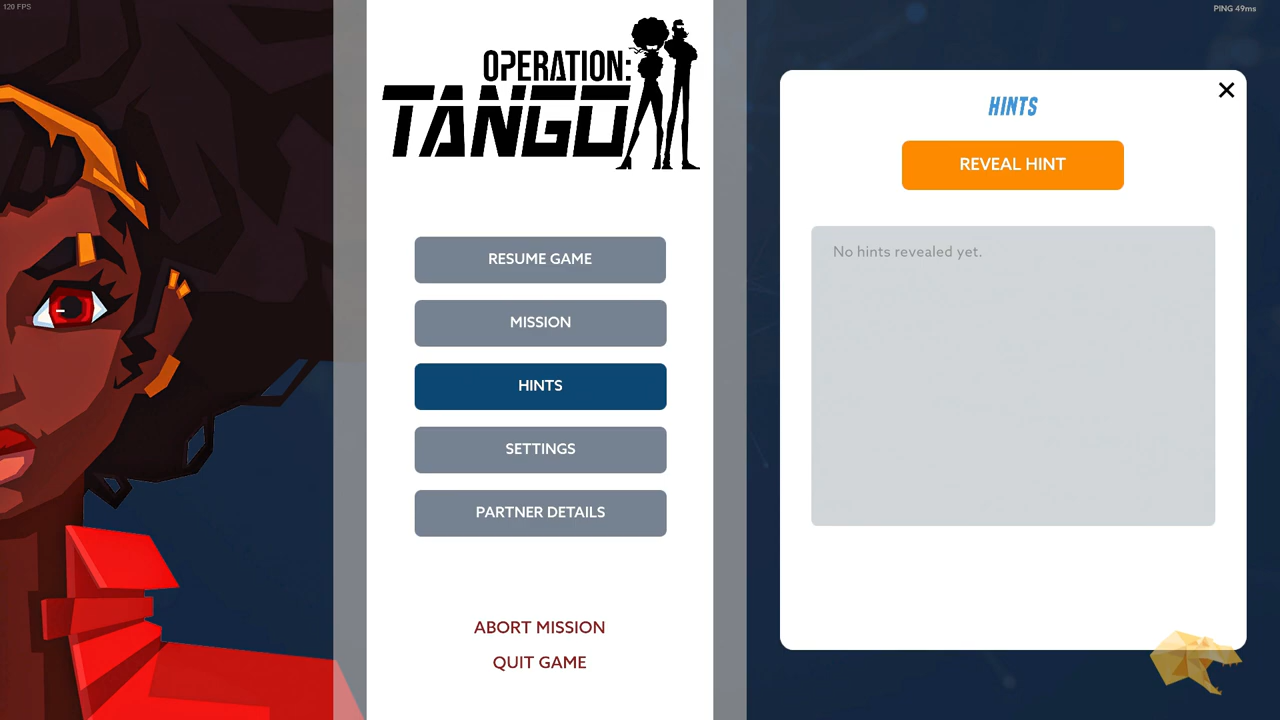 120 FPS
PING 49ms
OPERATION:
TANGO
RESUME GAME
MISSION
HINTS
SETTINGS
PARTNER DETAILS
ABORT MISSION
QUIT GAME
HINTS
REVEAL HINT
No hints revealed yet.